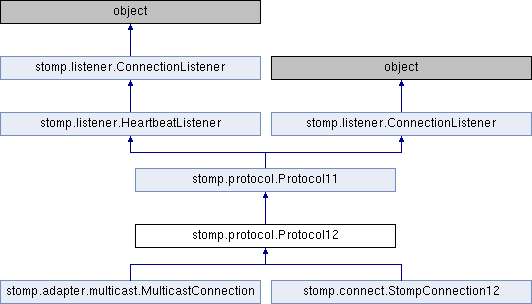 object
stomp.listener.ConnectionListener
object
stomp.listener.HeartbeatListener
stomp.listener.ConnectionListener
stomp.protocol.Protocol11
stomp.protocol.Protocol12
stomp.adapter.multicast.MulticastConnection
stomp.connect.StompConnection12